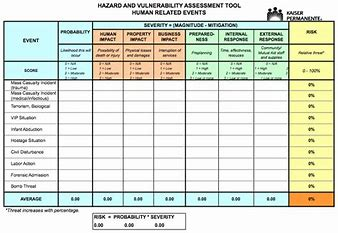 HAZARD AND VULNERABILITY ASSESSMENT TOOL
HUMAN RELATED EVENTS
KAISER
PERMANENTE®
EVENT
PROBABILITY
SEVERITY = (MAGNITUDE - MITIGATION)
RISK
HUMAN IMPACT
PROPERTY IMPACT
BUSINESS IMPACT
PREPARED-NESS
INTERNAL RESPONSE
EXTERNAL RESPONSE
Likelihood this will occur
Possibility of death or injury
Physical losses and damages
Interruption of services
Preplanning
Time, effectiveness, resources
Community/Mutual Aid staff and supplies
Relative threat*
SCORE
0 = N/A 1 = Low 2 = Moderate 3 = High
0 = N/A 1 = Low 2 = Moderate 3 = High
0 = N/A 1 = Low 2 = Moderate 3 = High
0 = N/A 1 = Low 2 = Moderate 3 = High
0 = N/A 1 = High 2 = Moderate 3 = Low or none
0 = N/A 1 = High 2 = Moderate 3 = Low or none
0 = N/A 1 = High 2 = Moderate 3 = Low or none
0 - 100%
Mass Casualty Incident (trauma) 0%
Mass Casualty Incident (medical/infectious) 0%
Terrorism, Biological 0%
VIP Situation 0%
Infant Abduction 0%
Hostage Situation 0%
Civil Disturbance 0%
Labor Action 0%
Forensic Admission 0%
Bomb Threat 0%
AVERAGE 0.00 0.00 0.00 0.00 0.00 0.00 0.00 0%
*Threat increases with percentage.
RISK = PROBABILITY * SEVERITY
0.00 0.00 0.00